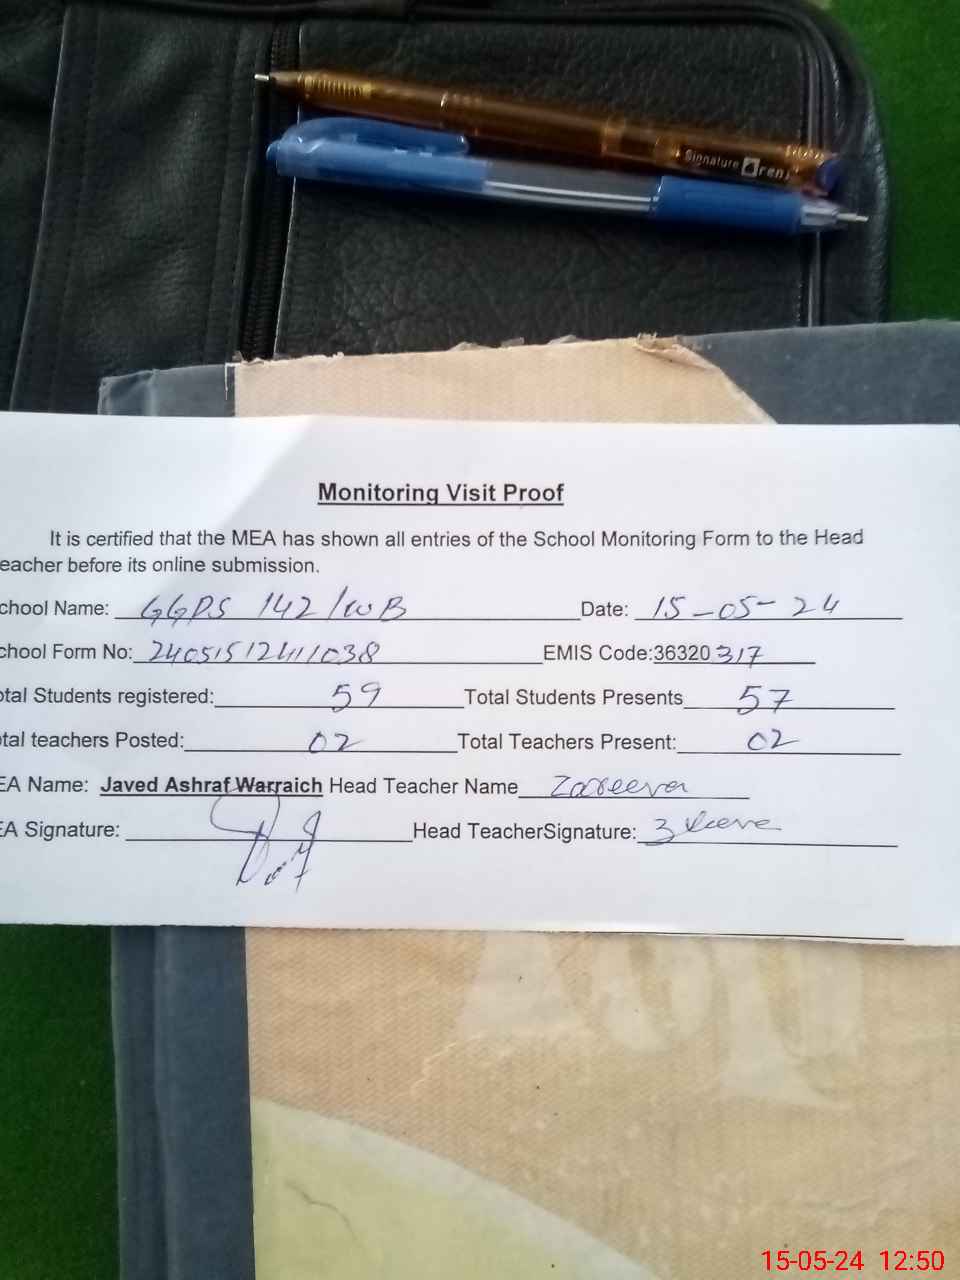 Signature
Monitoring Visit Proof
It is certified that the MEA has shown all entries of the School Monitoring Form to the Head
eacher before its online submission.
chool Name: GGPS 142/WB Date: 15-05-24
chool Form No: EMIS Code:36320 317
otal Students registered: 59 Total Students Presents 57
otal teachers Posted: 02 Total Teachers Present: 02
EA Name: Javed Ashraf Warraich Head Teacher Name
EA Signature: Head TeacherSignature:
15-05-24 12:50